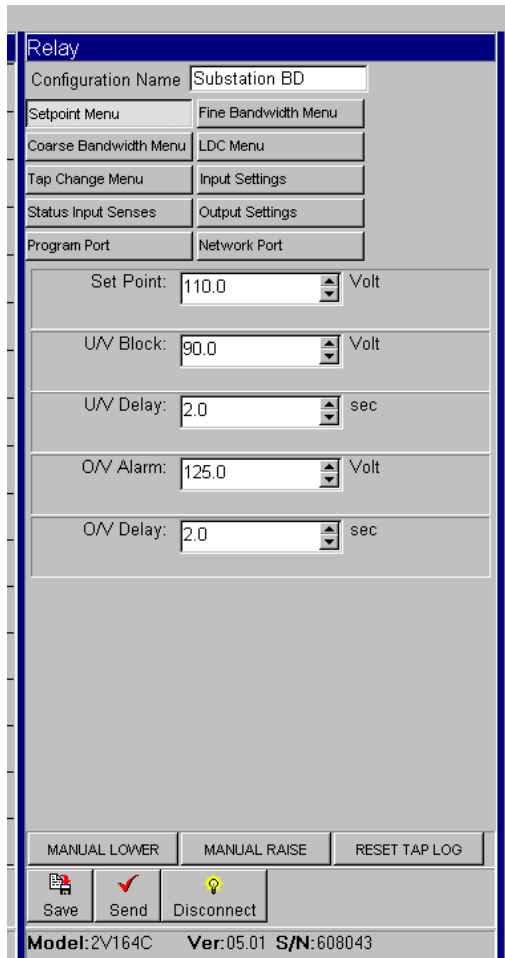 Relay
Configuration Name Substation BD
Setpoint Menu Fine Bandwidth Menu
Coarse Bandwidth Menu LDC Menu
Tap Change Menu Input Settings
Status Input Senses Output Settings
Program Port Network Port
Set Point: 110.0 Volt
U/V Block: 90.0 Volt
U/V Delay: 2.0 sec
O/V Alarm: 125.0 Volt
O/V Delay: 2.0 sec
MANUAL LOWER MANUAL RAISE RESET TAP LOG
Save Send Disconnect
Model:2V164C Ver:05.01 S/N:608043